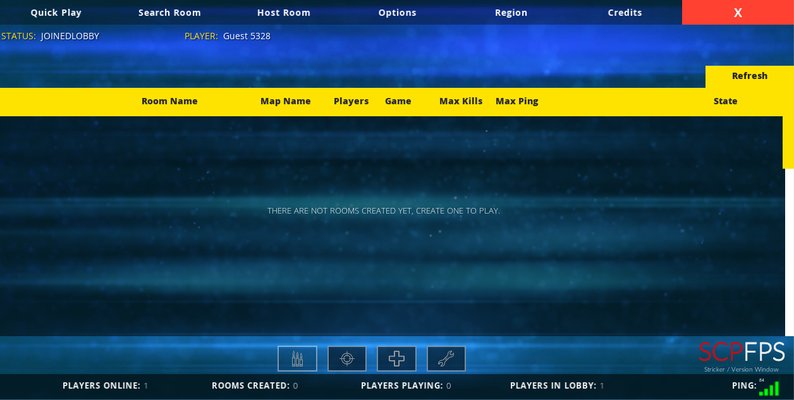 Quick Play Search Room Host Room Options Region Credits X
STATUS: JOINEDLOBBY PLAYER: Guest 5328
Refresh
Room Name Map Name Players Game Max Kills Max Ping State
THERE ARE NOT ROOMS CREATED YET, CREATE ONE TO PLAY.
SCPFPS
Stricker / Version Window
PLAYERS ONLINE: 1 ROOMS CREATED: 0 PLAYERS PLAYING: 0 PLAYERS IN LOBBY: 1 PING: 84